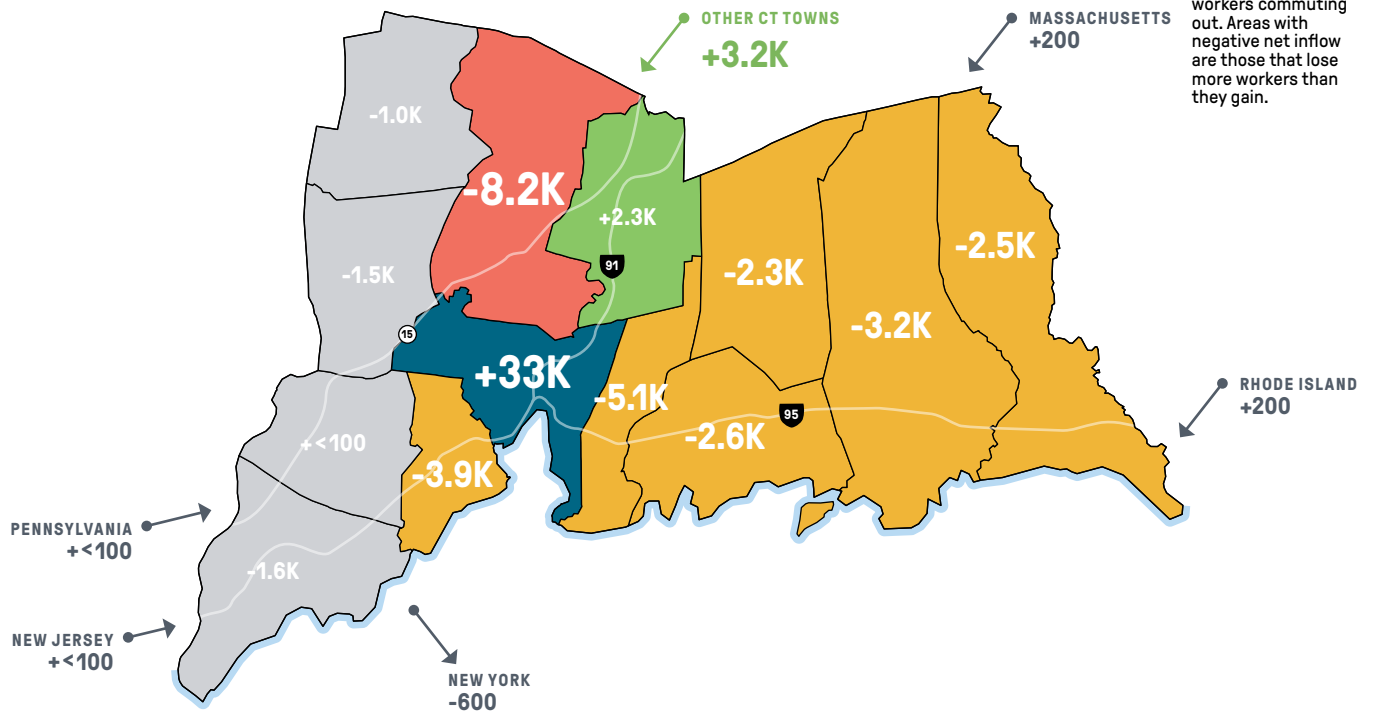 workers commuting
out. Areas with
negative net inflow
are those that lose
more workers than
they gain.
OTHER CT TOWNS
+3.2K
MASSACHUSETTS
+200
-1.0K
-8.2K
+2.3K
91
-1.5K
-2.3K
-2.5K
15
-3.2K
+33K
-5.1K
RHODE ISLAND
+200
95
-2.6K
+<100
-3.9K
PENNSYLVANIA
+<100
-1.6K
NEW JERSEY
+<100
NEW YORK
-600